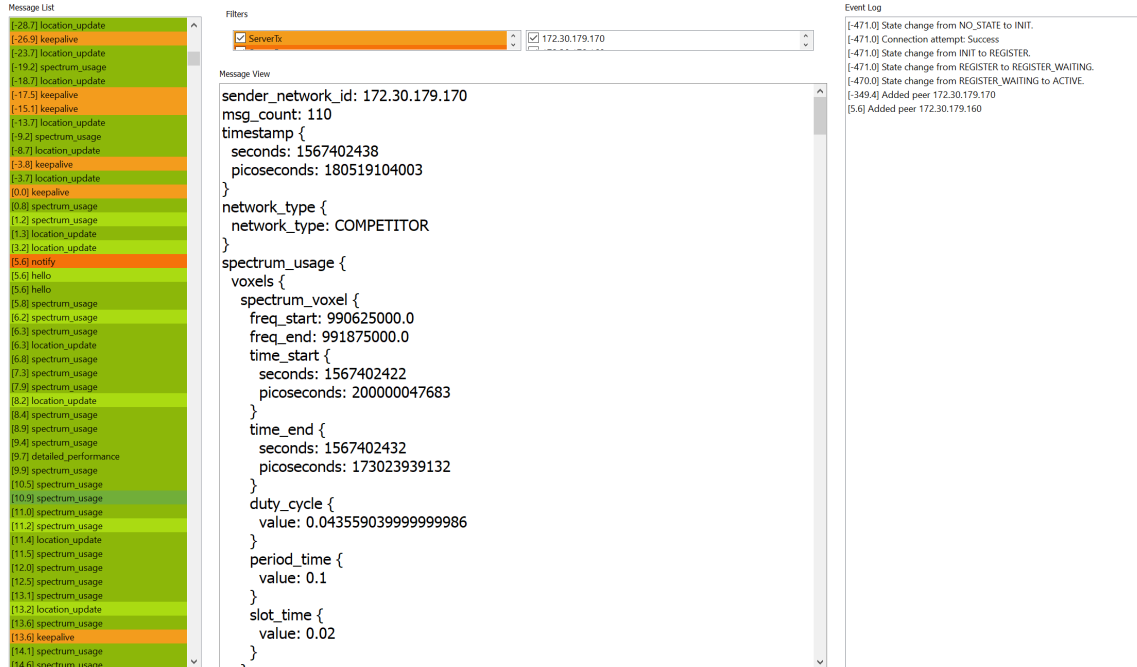 Message List
[-28.7] location_update
[-26.9] keepalive
[-23.7] location_update
[-19.2] spectrum_usage
[-18.7] location_update
[-17.5] keepalive
[-15.1] keepalive
[-13.7] location_update
[-9.2] spectrum_usage
[-8.7] location_update
[-3.8] keepalive
[-3.7] location_update
[0.0] keepalive
[0.8] spectrum_usage
[1.2] spectrum_usage
[1.3] location_update
[3.2] location_update
[5.6] notify
[5.6] hello
[5.6] hello
[5.8] spectrum_usage
[6.2] spectrum_usage
[6.3] spectrum_usage
[6.3] location_update
[6.8] spectrum_usage
[7.3] spectrum_usage
[7.9] spectrum_usage
[8.2] location_update
[8.4] spectrum_usage
[8.9] spectrum_usage
[9.4] spectrum_usage
[9.7] detailed_performance
[9.9] spectrum_usage
[10.5] spectrum_usage
[10.9] spectrum_usage
[11.0] spectrum_usage
[11.2] spectrum_usage
[11.4] location_update
[11.5] spectrum_usage
[12.0] spectrum_usage
[12.5] spectrum_usage
[13.1] spectrum_usage
[13.2] location_update
[13.6] spectrum_usage
[13.6] keepalive
[14.1] spectrum_usage
[14.6] spectrum_usage
Filters
ServerTx
172.30.179.170
Message View
sender_network_id: 172.30.179.170
msg_count: 110
timestamp {
seconds: 1567402438
picoseconds: 180519104003
}
network_type {
network_type: COMPETITOR
}
spectrum_usage {
voxels {
spectrum_voxel {
freq_start: 990625000.0
freq_end: 991875000.0
time_start {
seconds: 1567402422
picoseconds: 200000047683
}
time_end {
seconds: 1567402432
picoseconds: 173023939132
}
duty_cycle {
value: 0.043559039999999986
}
period_time {
value: 0.1
}
slot_time {
value: 0.02
}
Event Log
[-471.0] State change from NO_STATE to INIT.
[-471.0] Connection attempt: Success
[-471.0] State change from INIT to REGISTER.
[-471.0] State change from REGISTER to REGISTER_WAITING.
[-470.0] State change from REGISTER_WAITING to ACTIVE.
[-349.4] Added peer 172.30.179.170
[5.6] Added peer 172.30.179.160